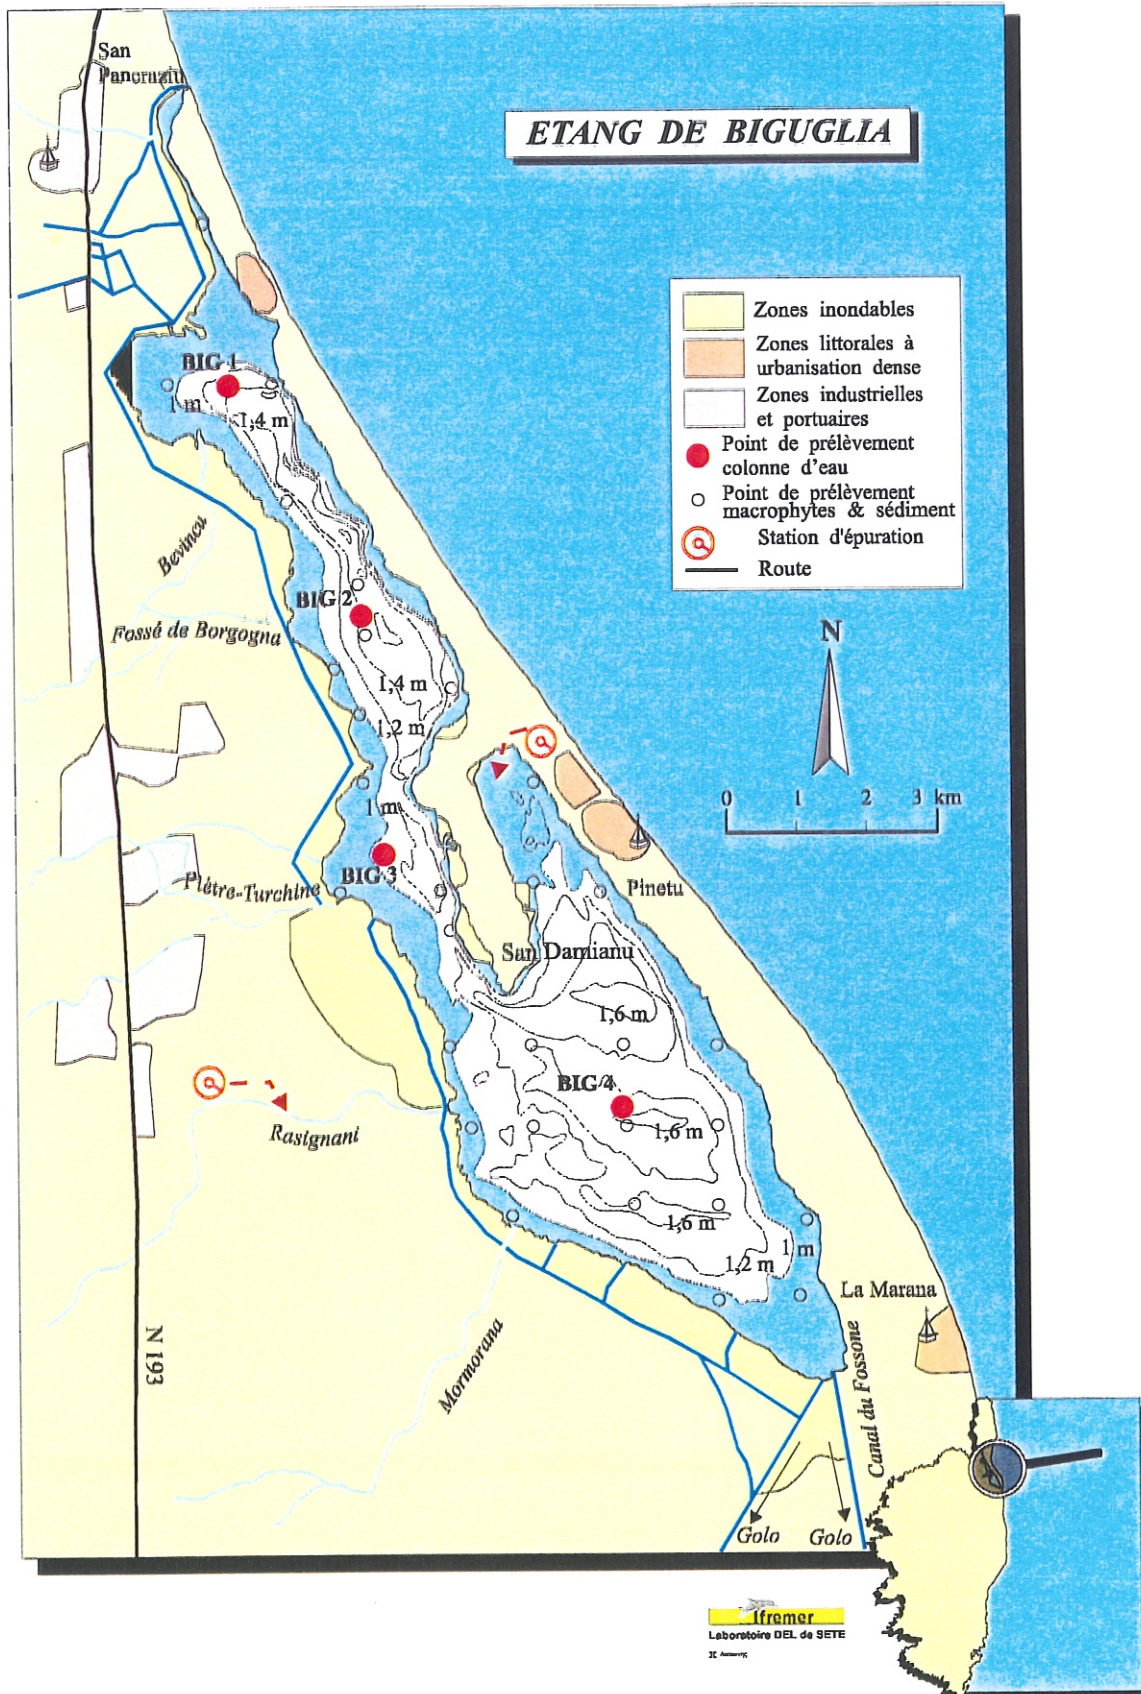 San
Pancraziu
ETANG DE BIGUGLIA
Zones inondables
Zones littorales à
urbanisation dense
Zones industrielles
et portuaires
Point de prélèvement
colonne d'eau
Point de prélèvement
macrophytes & sédiment
Station d'épuration
Route
BIG 1
1 m
1,4 m
Bevincu
BIG 2
Fossé de Borgogna
N
1,4 m
1,2 m
0 1 2 3 km
1 m
BIG 3
Piétre-Turchine
Pinetu
San Damianu
1,6 m
BIG 4
1,6 m
Rasignani
1,6 m
1 m
1,2 m
La Marana
N 193
Mormorana
Canal du Fossone
Golo
Golo
Ifremer
Laboratoire DEL de SETE